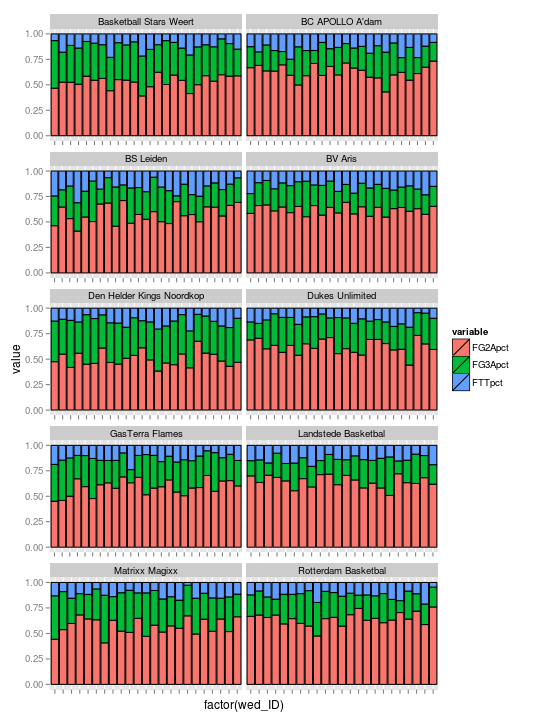 Basketball Stars Weert
BC APOLLO A'dam
1.00
0.75
0.50
0.25
0.00
BS Leiden
BV Aris
1.00
0.75
0.50
0.25
0.00
Den Helder Kings Noordkop
Dukes Unlimited
1.00
0.75
0.50
0.25
0.00
GasTerra Flames
Landstede Basketbal
1.00
0.75
0.50
0.25
0.00
Matrixx Magixx
Rotterdam Basketbal
1.00
0.75
0.50
0.25
0.00
value
factor(wed_ID)
variable
FG2Apct
FG3Apct
FTTpct